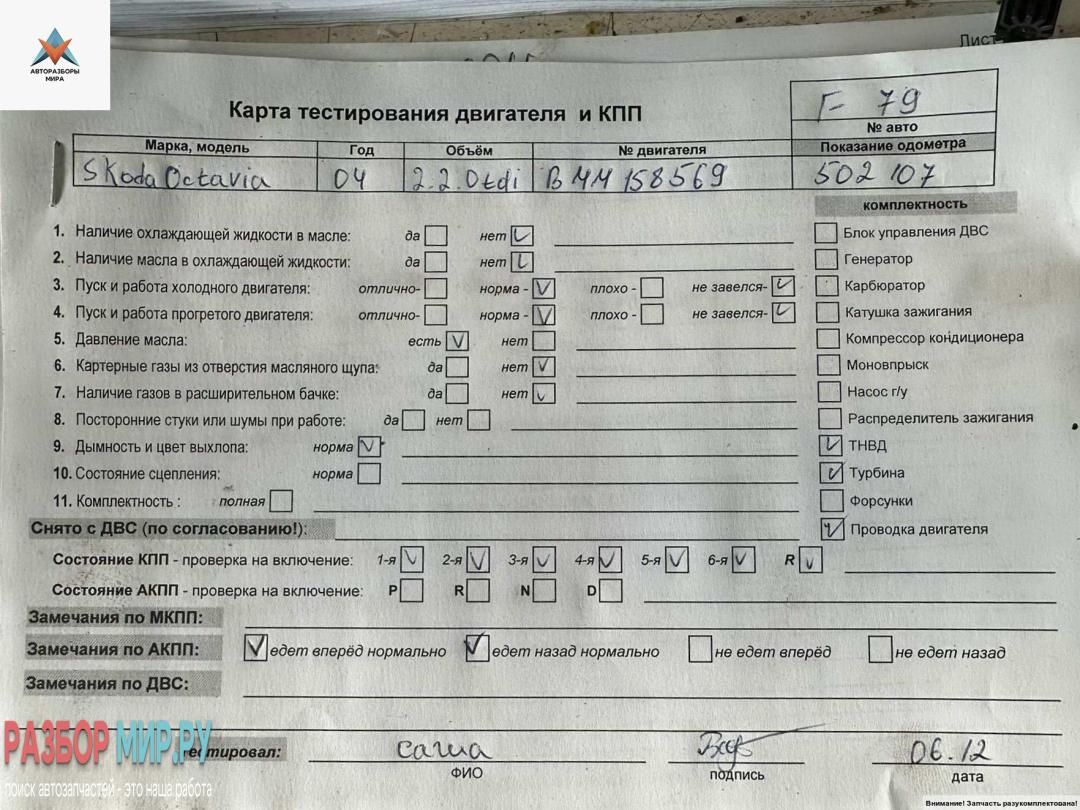 Лист
АВТОРАЗБОРЫ
МИРА
Карта тестирования двигателя и КПП
F- 79
№ авто
Марка, модель Год Объём № двигателя Показание одометра
Skoda Octavia 04 2.2.0tdi BMM 158569 502 107
комплектность
1. Наличие охлаждающей жидкости в масле: да нет Блок управления ДВС
2. Наличие масла в охлаждающей жидкости: да нет Генератор
3. Пуск и работа холодного двигателя: отлично- норма - плохо - не завелся- Карбюратор
4. Пуск и работа прогретого двигателя: отлично- норма - плохо - не завелся- Катушка зажигания
5. Давление масла: есть нет Компрессор кондиционера
6. Картерные газы из отверстия масляного щупа: да нет Моновпрыск
7. Наличие газов в расширительном бачке: да нет Насос г/у
8. Посторонние стуки или шумы при работе: да нет Распределитель зажигания
9. Дымность и цвет выхлопа: норма ТНВД
10. Состояние сцепления: норма Турбина
11. Комплектность : полная Форсунки
Снято с ДВС (по согласованию!): Проводка двигателя
Состояние КПП - проверка на включение: 1-я 2-я 3-я 4-я 5-я 6-я R
Состояние АКПП - проверка на включение: P R N D
Замечания по МКПП:
Замечания по АКПП: едет вперёд нормально едет назад нормально не едет вперёд не едет назад
Замечания по ДВС:
РАЗБОР МИР.РУ
тестировал: саша 06.12
ФИО подпись дата
поиск автозапчастей - это наша работа
Внимание! Запчасть разукомплектована!